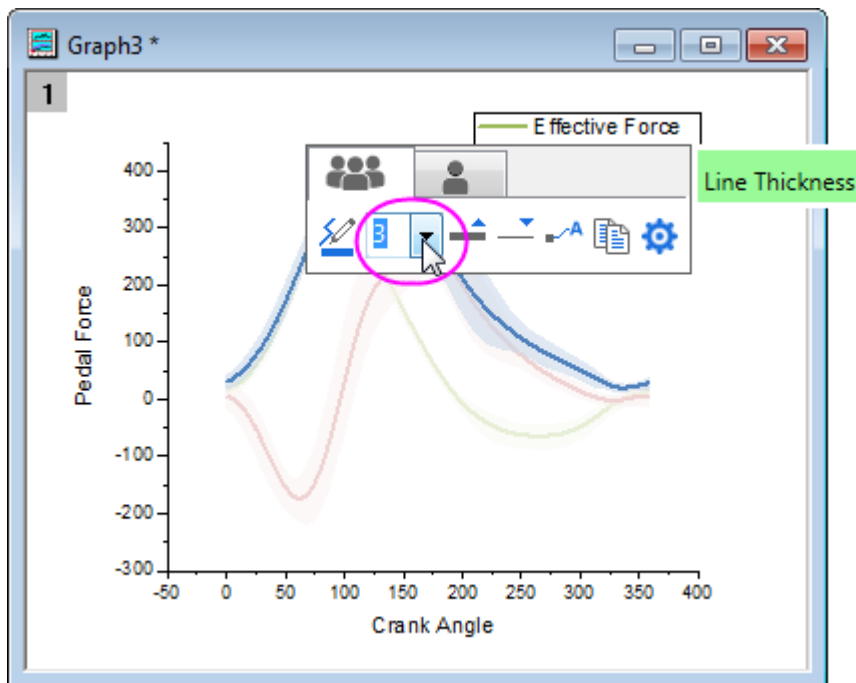 Graph3 *
1
Effective Force
Line Thickness
3
A
400
300
200
100
0
-100
-200
-300
Pedal Force
-50 0 50 100 150 200 250 300 350 400
Crank Angle